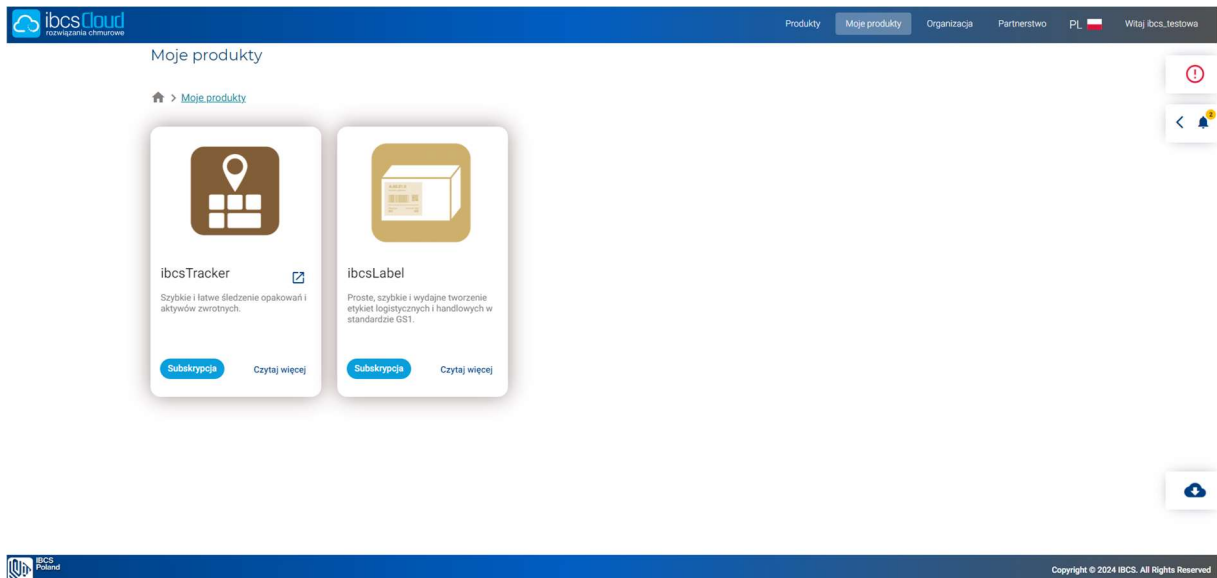 ibcsCloud
rozwiązania chmurowe
Produkty
Moje produkty
Organizacja
Partnerstwo
PL
Witaj ibcs_testowa
Moje produkty
> Moje produkty
2
ibcsTracker
Szybkie i łatwe śledzenie opakowań i
aktywów zwrotnych.
Subskrypcja
Czytaj więcej
ibcsLabel
Proste, szybkie i wydajne tworzenie
etykiet logistycznych i handlowych w
standardzie GS1.
Subskrypcja
Czytaj więcej
IBCS
Poland
Copyright © 2024 IBCS. All Rights Reserved